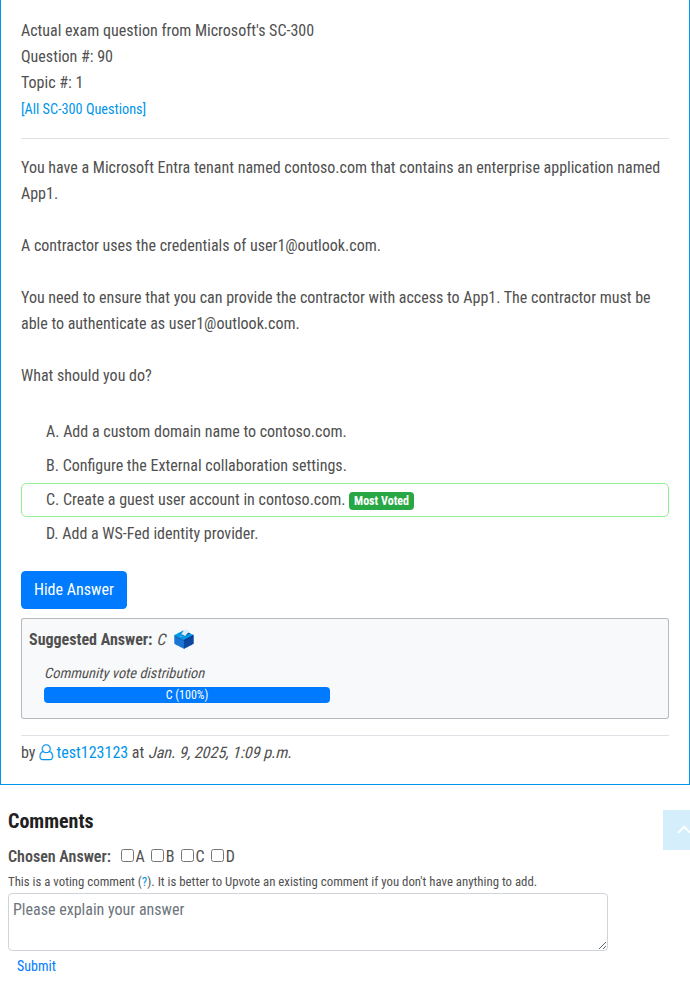 Actual exam question from Microsoft's SC-300
Question #: 90
Topic #: 1
[All SC-300 Questions]
You have a Microsoft Entra tenant named contoso.com that contains an enterprise application named
App1.
A contractor uses the credentials of user1@outlook.com.
You need to ensure that you can provide the contractor with access to App1. The contractor must be
able to authenticate as user1@outlook.com.
What should you do?
A. Add a custom domain name to contoso.com.
B. Configure the External collaboration settings.
C. Create a guest user account in contoso.com. Most Voted
D. Add a WS-Fed identity provider.
Hide Answer
Suggested Answer: C
Community vote distribution
C (100%)
by test123123 at Jan. 9, 2025, 1:09 p.m.
Comments
Chosen Answer: A B C D
This is a voting comment (?). It is better to Upvote an existing comment if you don't have anything to add.
Please explain your answer
Submit